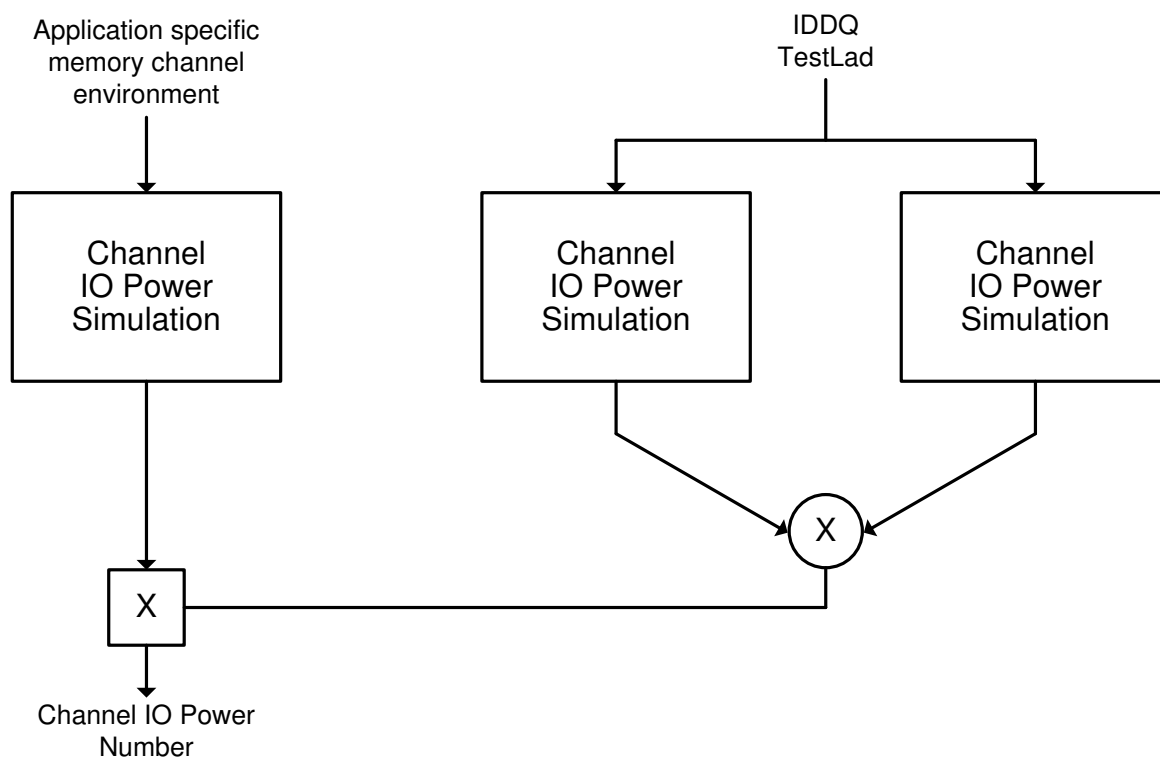 Application specific
memory channel
environment
IDDQ
TestLad
Channel
IO Power
Simulation
Channel
IO Power
Simulation
Channel
IO Power
Simulation
X
X
Channel IO Power
Number